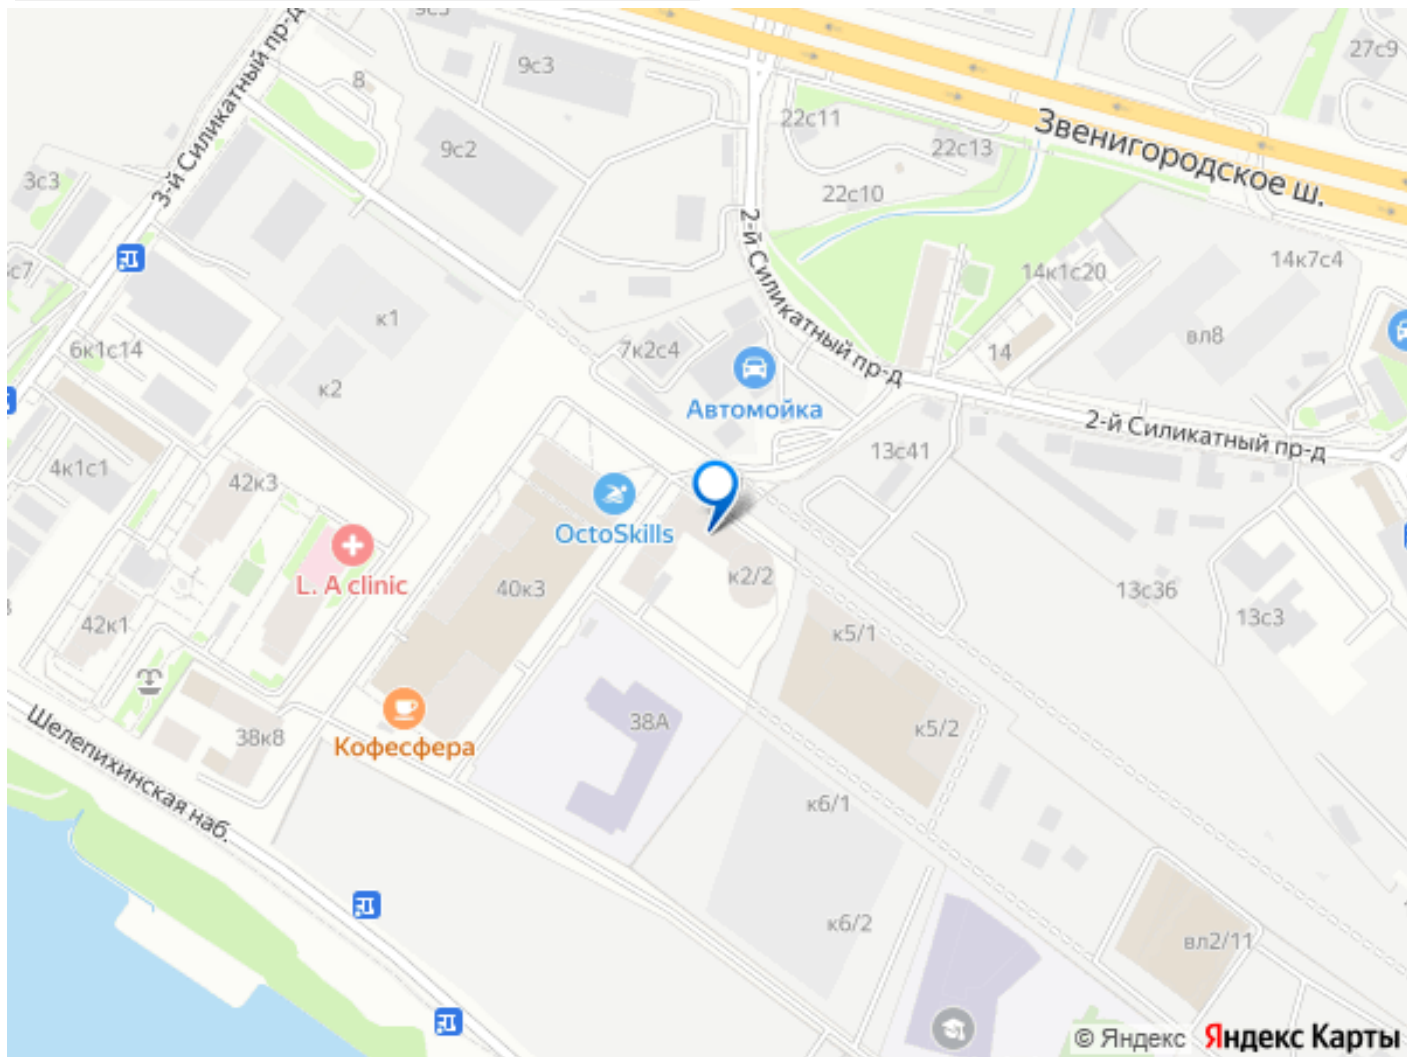 9с3
27с9
8
22с11
Звенигородское ш.
3-й Силикатный пр-д
9с2
22с13
3с3
22с10
2-й Силикатный пр-д
14к7с4
14к1с20
к1
вл8
6к1с14
7к2с4
14
к2
Автомойка
2-й Силикатный пр-д
13с41
4к1с1
42к3
OctoSkills
L. A clinic
40к3
к2/2
13с36
13с3
42к1
к5/1
38А
к5/2
Шелепихинская наб.
38к8
Кофесфера
к6/1
к6/2
вл2/11
© Яндекс Яндекс Карты